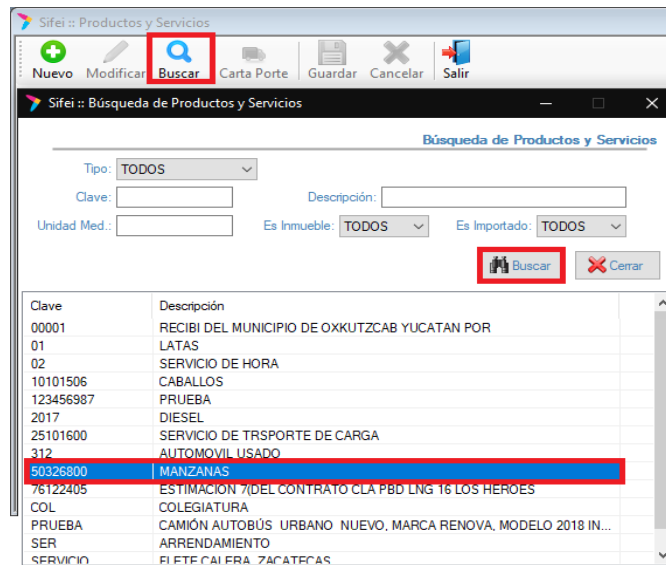 Sifei :: Productos y Servicios
Nuevo Modificar Buscar Carta Porte Guardar Cancelar Salir
Sifei :: Búsqueda de Productos y Servicios
Búsqueda de Productos y Servicios
Tipo: TODOS
Clave: Descripción:
Unidad Med.: Es Inmueble: TODOS Es Importado: TODOS
Buscar Cerrar
Clave Descripción
00001 RECIBI DEL MUNICIPIO DE OXKUTZCAB YUCATAN POR
01 LATAS
02 SERVICIO DE HORA
10101506 CABALLOS
123456987 PRUEBA
2017 DIESEL
25101600 SERVICIO DE TRSPORTE DE CARGA
312 AUTOMOVIL USADO
50326800 MANZANAS
76122405 ESTIMACION 7(DEL CONTRATO CLA PBD LNG 16 LOS HEROES
COL COLEGIATURA
PRUEBA CAMIÓN AUTOBÚS URBANO NUEVO, MARCA RENOVA, MODELO 2018 IN...
SER ARRENDAMIENTO
SERVICIO FLETE CALERA, ZACATECAS